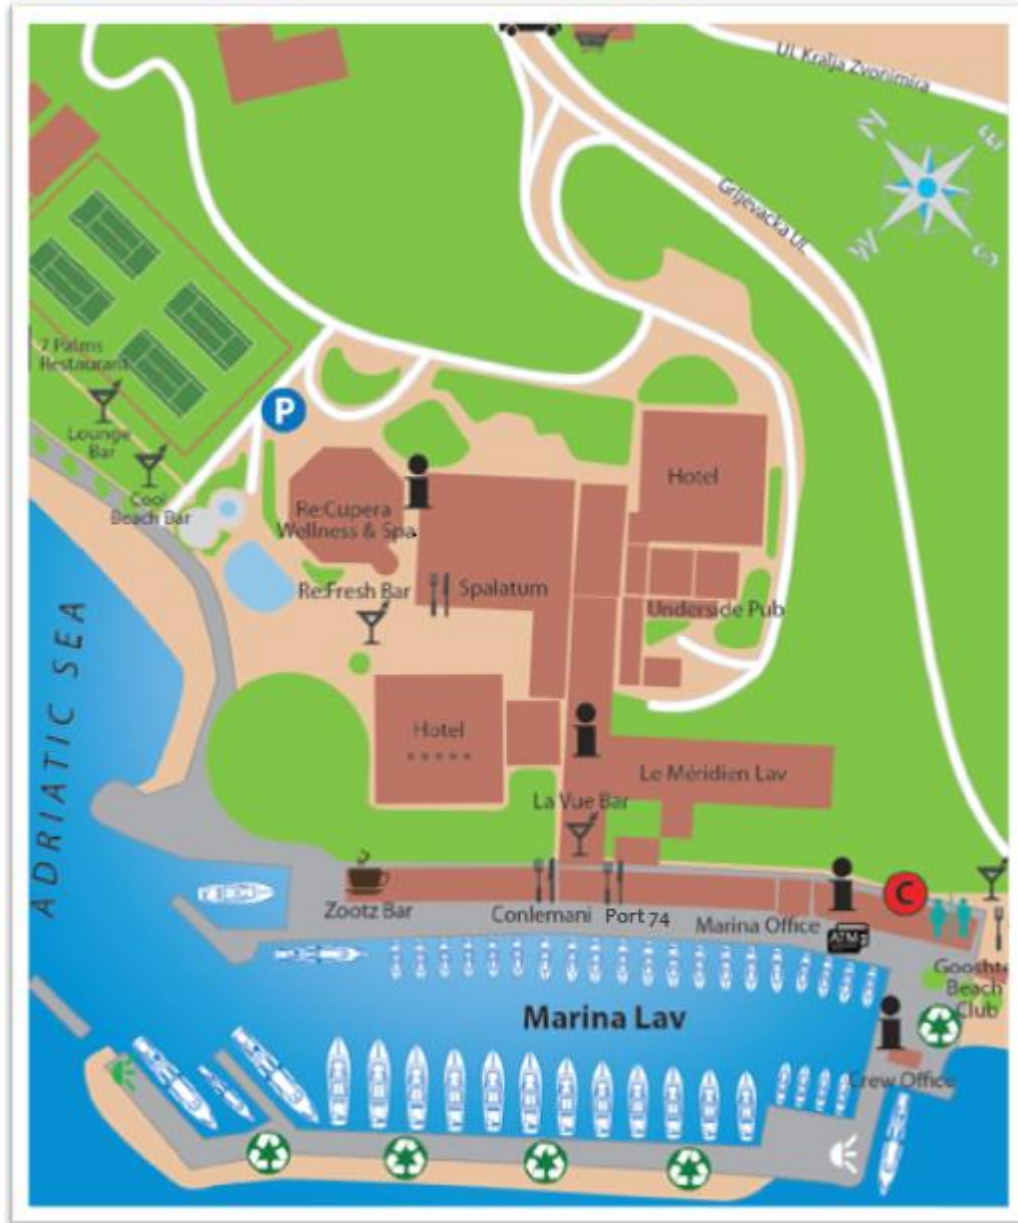 UL Kralja Zvonimira
N
E
Grljevacka UL
W
S
7 Palms
Restaurant
P
Lounge
Bar
Cool
Beach Bar
Hotel
Re:Cupera
Wellness & Spa
Re:Fresh Bar
Spalatum
Underside Pub
ADRIATIC SEA
Hotel
*****
Le Méridien Lav
La Vue Bar
C
Zootz Bar
Conlemani
Port 74
Marina Office
ATM
Gooshte
Beach
Club
Marina Lav
Crew Office